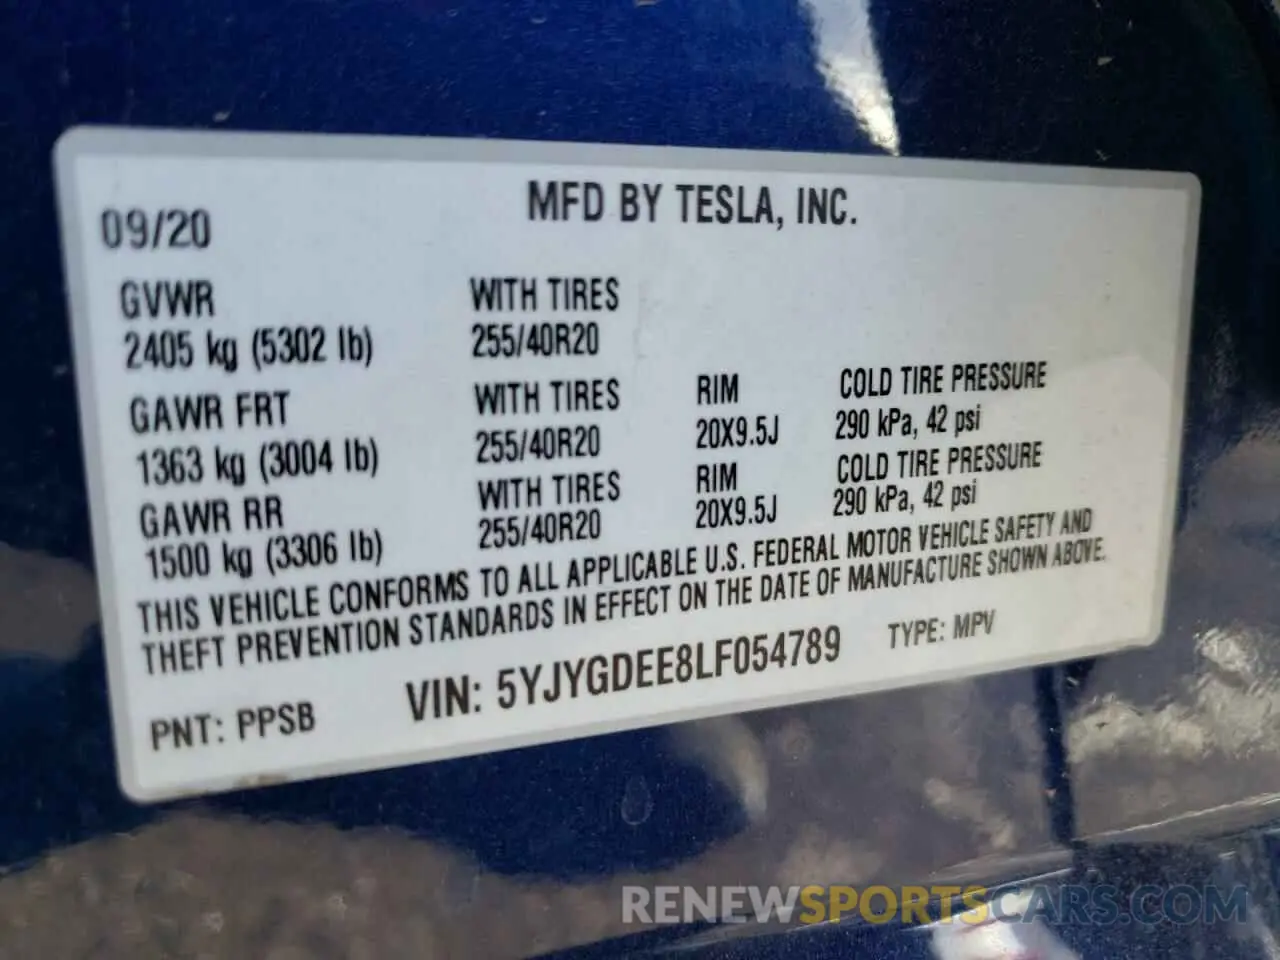 MFD BY TESLA, INC.
09/20
GVWR WITH TIRES
2405 kg (5302 lb) 255/40R20
GAWR FRT WITH TIRES RIM COLD TIRE PRESSURE
1363 kg (3004 lb) 255/40R20 20X9.5J 290 kPa, 42 psi
GAWR RR WITH TIRES RIM COLD TIRE PRESSURE
1500 kg (3306 lb) 255/40R20 20X9.5J 290 kPa, 42 psi
THIS VEHICLE CONFORMS TO ALL APPLICABLE U.S. FEDERAL MOTOR VEHICLE SAFETY AND
THEFT PREVENTION STANDARDS IN EFFECT ON THE DATE OF MANUFACTURE SHOWN ABOVE.
PNT: PPSB VIN: 5YJYGDEE8LF054789 TYPE: MPV
RENEWSPORTSCARS.COM